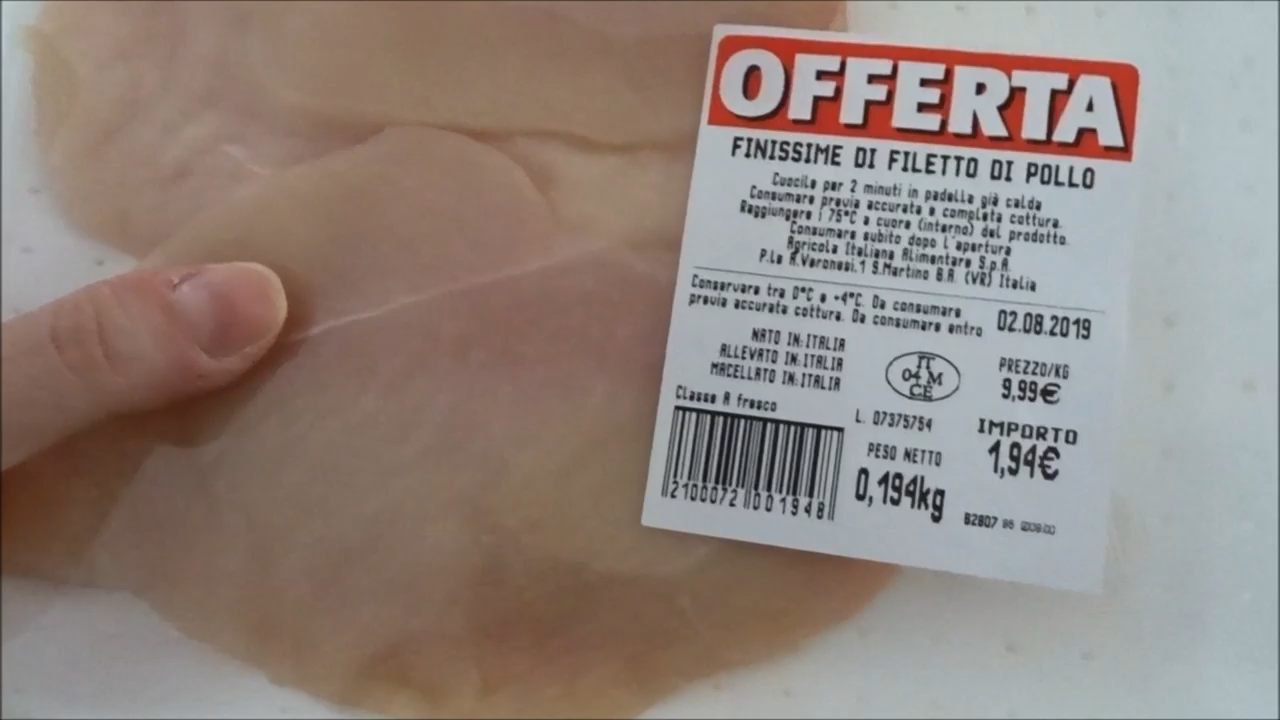 OFFERTA
FINISSIME DI FILETTO DI POLLO
Cuocile per 2 minuti in padella già calda
Consumare previa accurata e completa cottura.
Raggiungere i 75°C a cuore (interno) del prodotto.
Consumare subito dopo l'apertura
Agricola Italiana Alimentare S.p.A.
P.le A.Veronesi,1 S.Martino B.A. (VR) Italia
Conservare tra 0°C e +4°C. Da consumare
previa accurata cottura. Da consumare entro 02.08.2019
NATO IN:ITALIA
ALLEVATO IN:ITALIA
MACELLATO IN:ITALIA
IT
04 M
CE
PREZZO/KG
9,99€
Classe A fresco
L. 07375754
IMPORTO
1,94€
PESO NETTO
0,194kg
2100072 001948
B2807